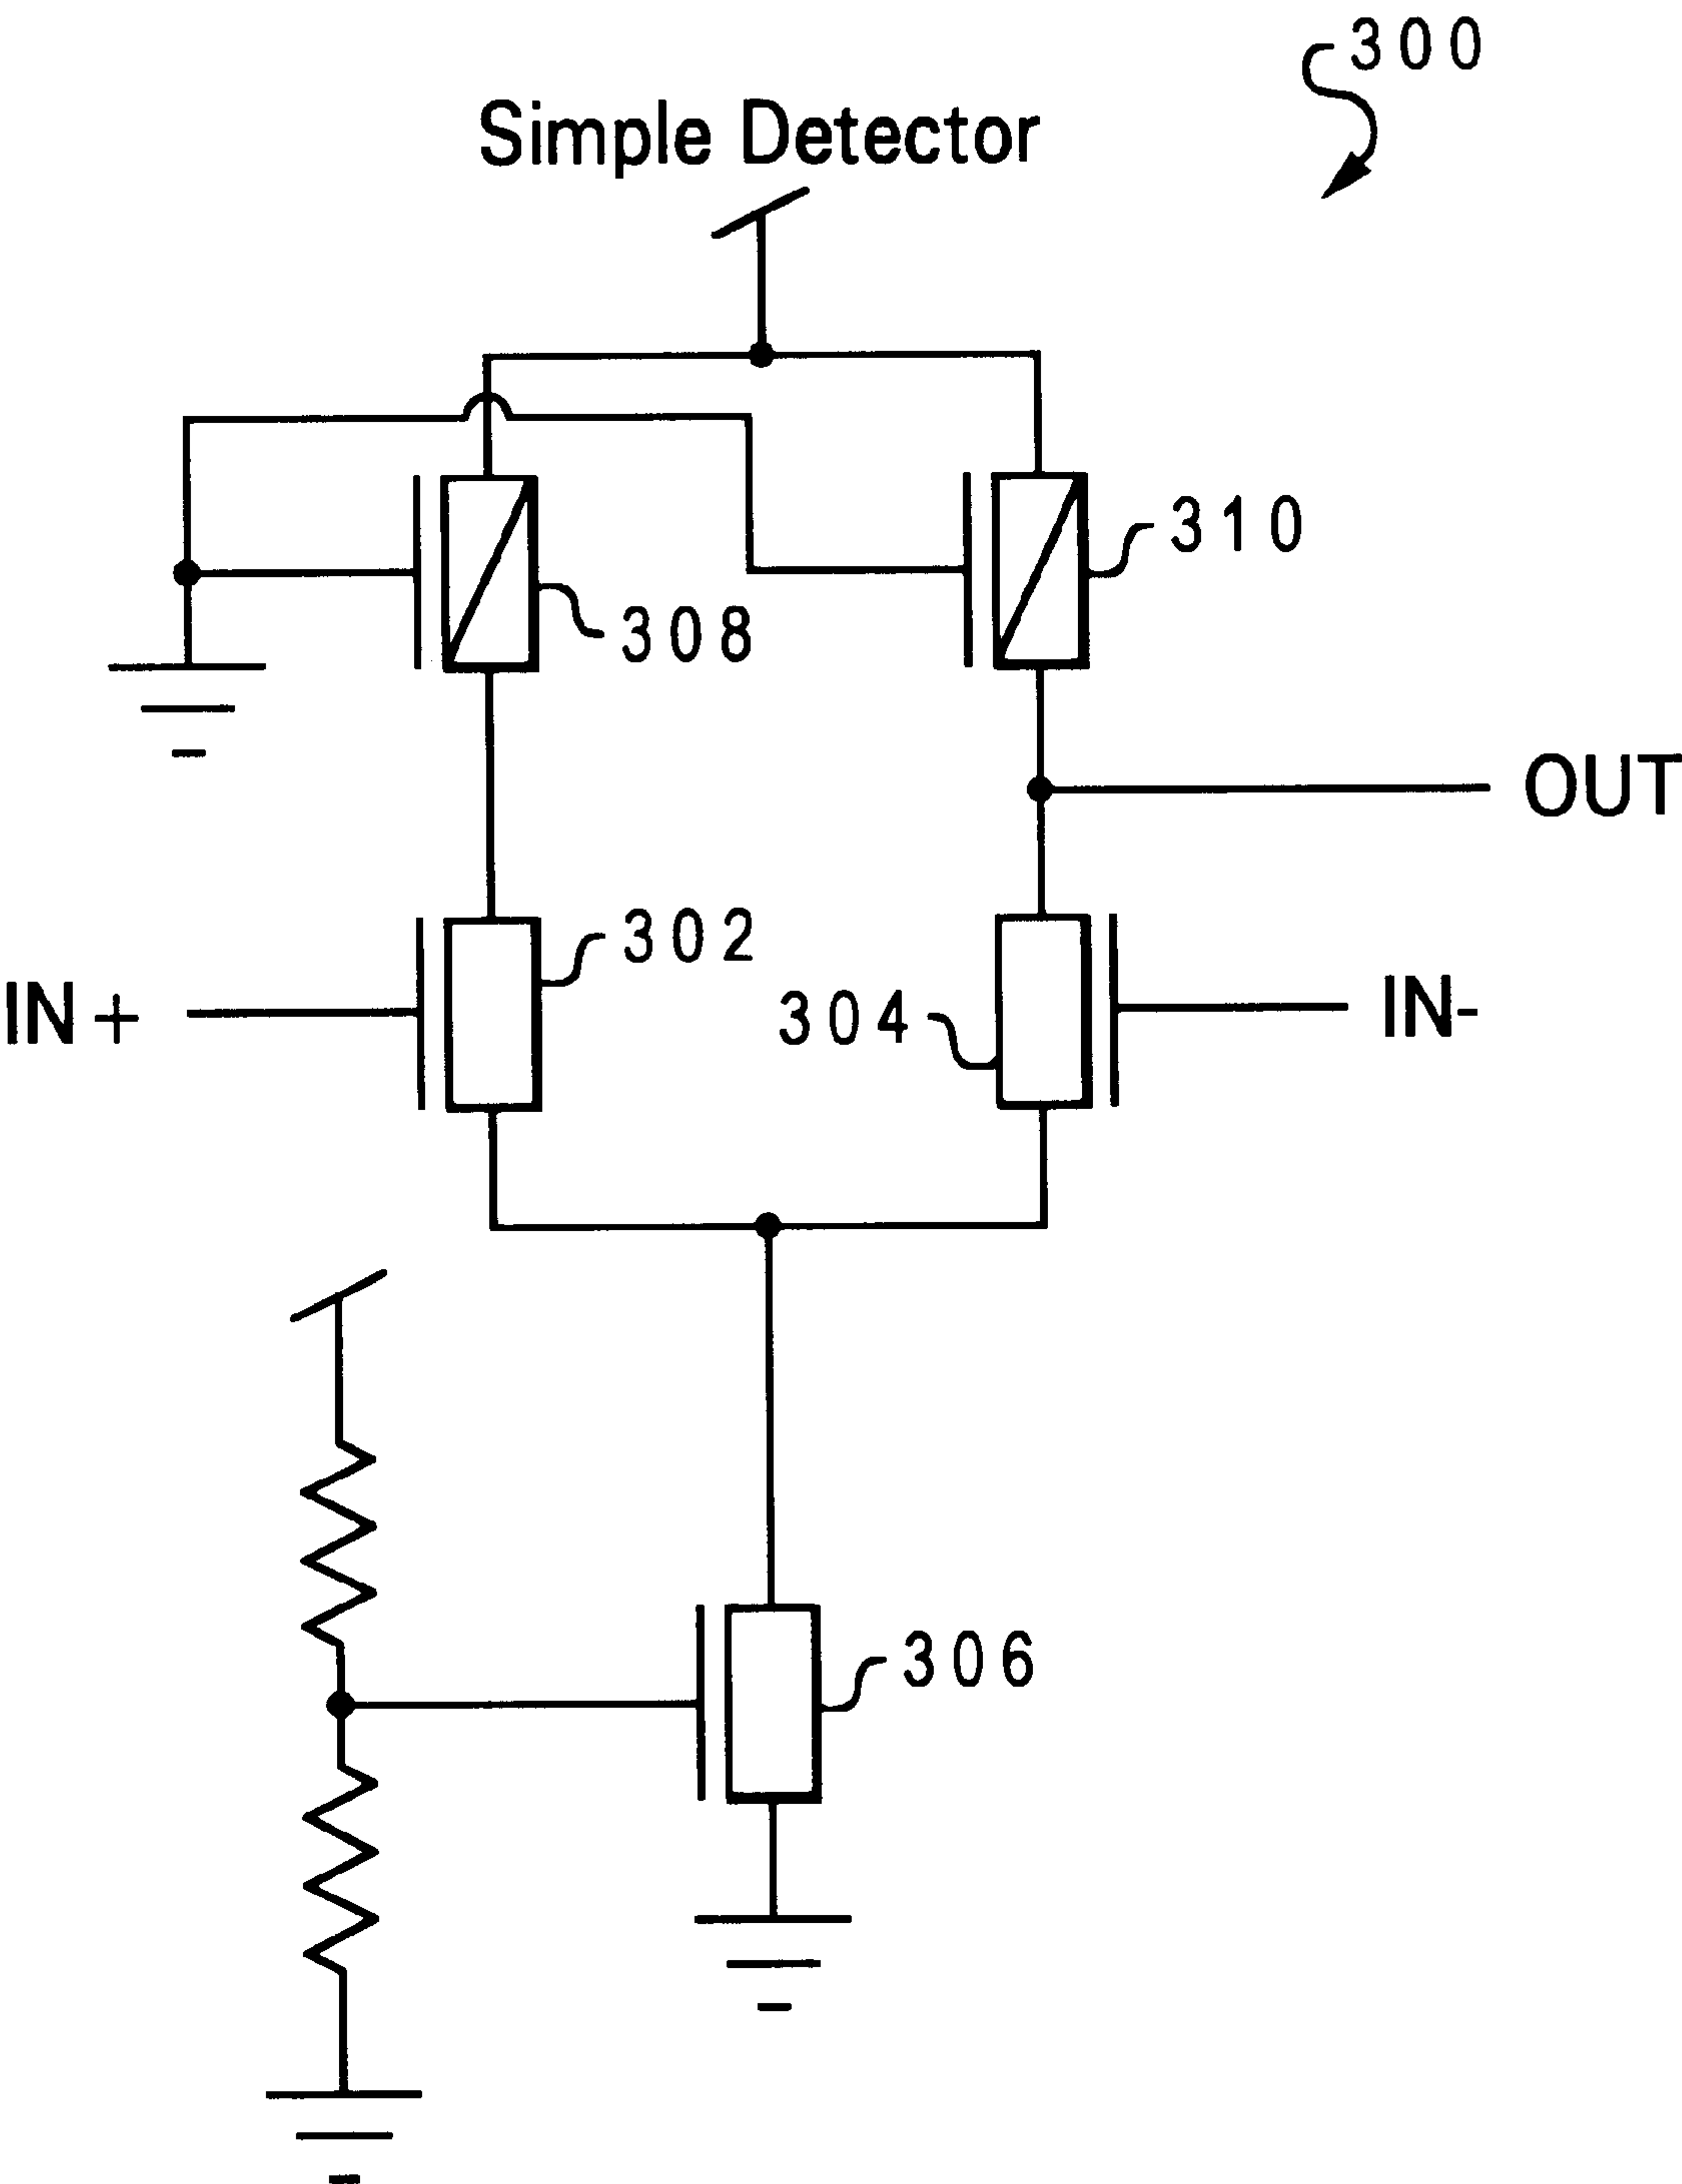 300
Simple Detector
310
308
OUT
302
IN +
304
IN-
306